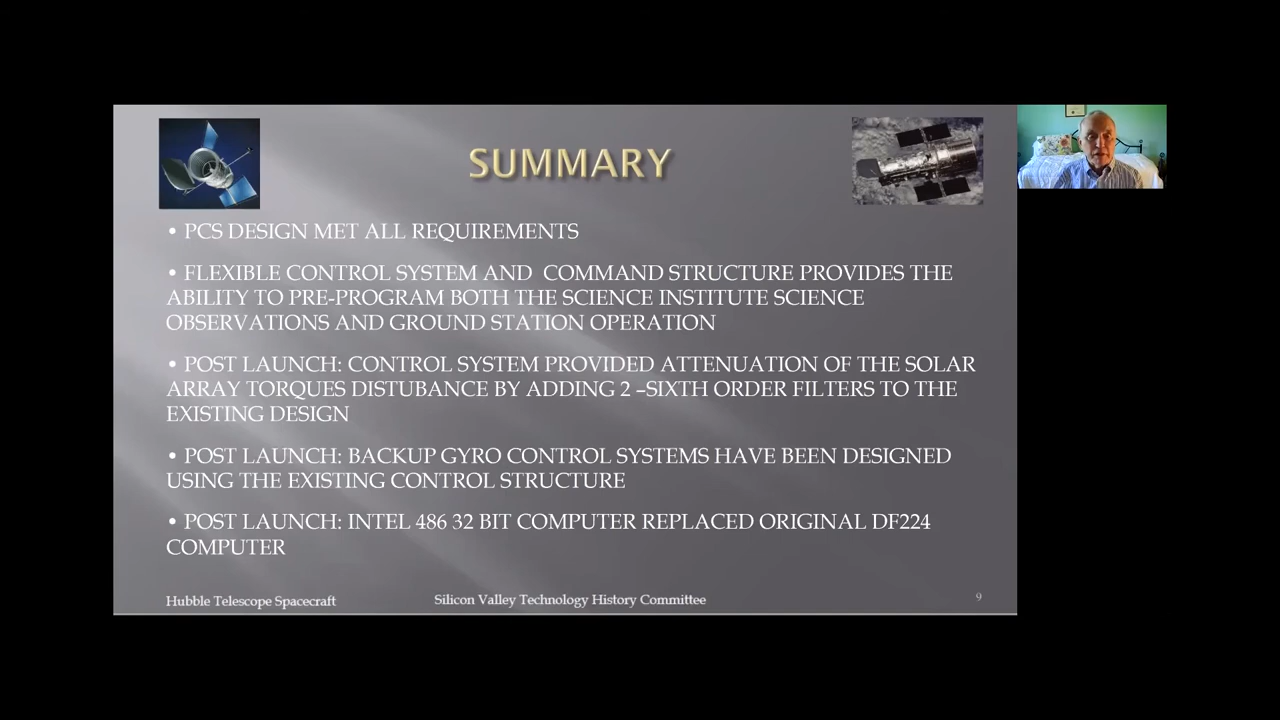 SUMMARY
• PCS DESIGN MET ALL REQUIREMENTS
• FLEXIBLE CONTROL SYSTEM AND COMMAND STRUCTURE PROVIDES THE
ABILITY TO PRE-PROGRAM BOTH THE SCIENCE INSTITUTE SCIENCE
OBSERVATIONS AND GROUND STATION OPERATION
• POST LAUNCH: CONTROL SYSTEM PROVIDED ATTENUATION OF THE SOLAR
ARRAY TORQUES DISTUBANCE BY ADDING 2 –SIXTH ORDER FILTERS TO THE
EXISTING DESIGN
• POST LAUNCH: BACKUP GYRO CONTROL SYSTEMS HAVE BEEN DESIGNED
USING THE EXISTING CONTROL STRUCTURE
• POST LAUNCH: INTEL 486 32 BIT COMPUTER REPLACED ORIGINAL DF224
COMPUTER
Hubble Telescope Spacecraft
Silicon Valley Technology History Committee
9